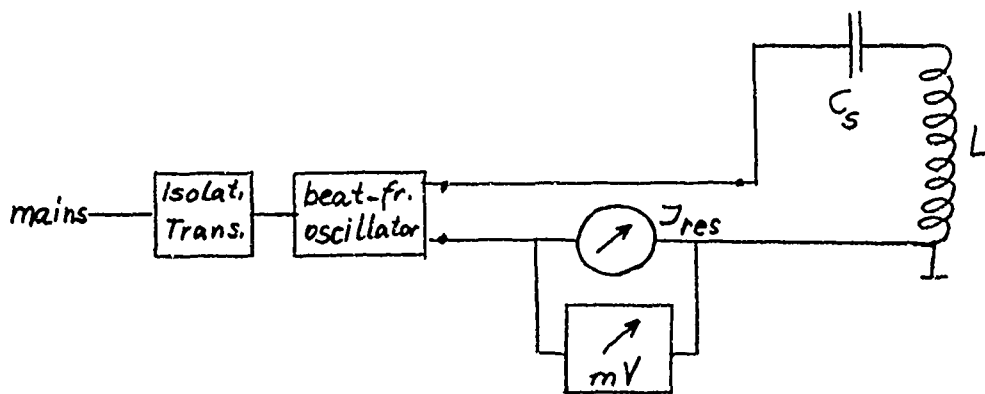 mains
Isolat.
Trans.
beat-fr.
oscillator
Jres
mV
Cs
L